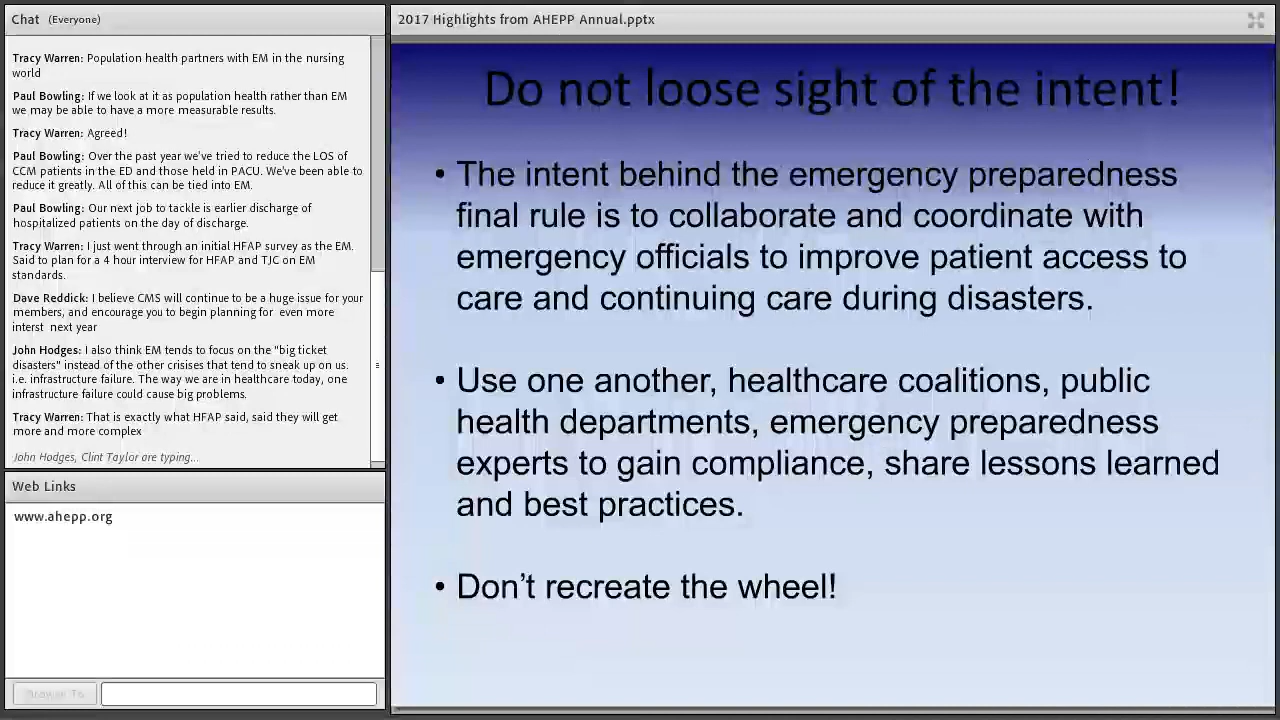 Chat (Everyone)
Tracy Warren: Population health partners with EM in the nursing
world
Paul Bowling: If we look at it as population health rather than EM
we may be able to have a more measurable results.
Tracy Warren: Agreed!
Paul Bowling: Over the past year we've tried to reduce the LOS of
CCM patients in the ED and those held in PACU. We've been able to
reduce it greatly. All of this can be tied into EM.
Paul Bowling: Our next job to tackle is earlier discharge of
hospitalized patients on the day of discharge.
Tracy Warren: I just went through an initial HFAP survey as the EM.
Said to plan for a 4 hour interview for HFAP and TJC on EM
standards.
Dave Reddick: I believe CMS will continue to be a huge issue for your
members, and encourage you to begin planning for even more
interst next year
John Hodges: I also think EM tends to focus on the "big ticket
disasters" instead of the other crisises that tend to sneak up on us.
i.e. infrastructure failure. The way we are in healthcare today, one
infrastructure failure could cause big problems.
Tracy Warren: That is exactly what HFAP said, said they will get
more and more complex
John Hodges, Clint Taylor are typing...
Web Links
www.ahepp.org
Browse To
2017 Highlights from AHEPP Annual.pptx
Do not loose sight of the intent!
• The intent behind the emergency preparedness
final rule is to collaborate and coordinate with
emergency officials to improve patient access to
care and continuing care during disasters.
• Use one another, healthcare coalitions, public
health departments, emergency preparedness
experts to gain compliance, share lessons learned
and best practices.
• Don’t recreate the wheel!